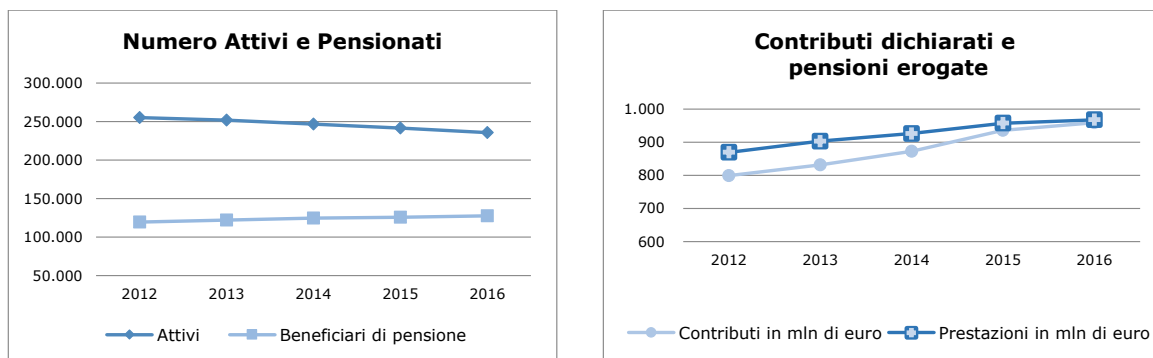 Numero Attivi e Pensionati
300.000
250.000
200.000
150.000
100.000
50.000
2012 2013 2014 2015 2016
Attivi Beneficiari di pensione
Contributi dichiarati e
pensioni erogate
1.000
900
800
700
600
2012 2013 2014 2015 2016
Contributi in mln di euro Prestazioni in mln di euro